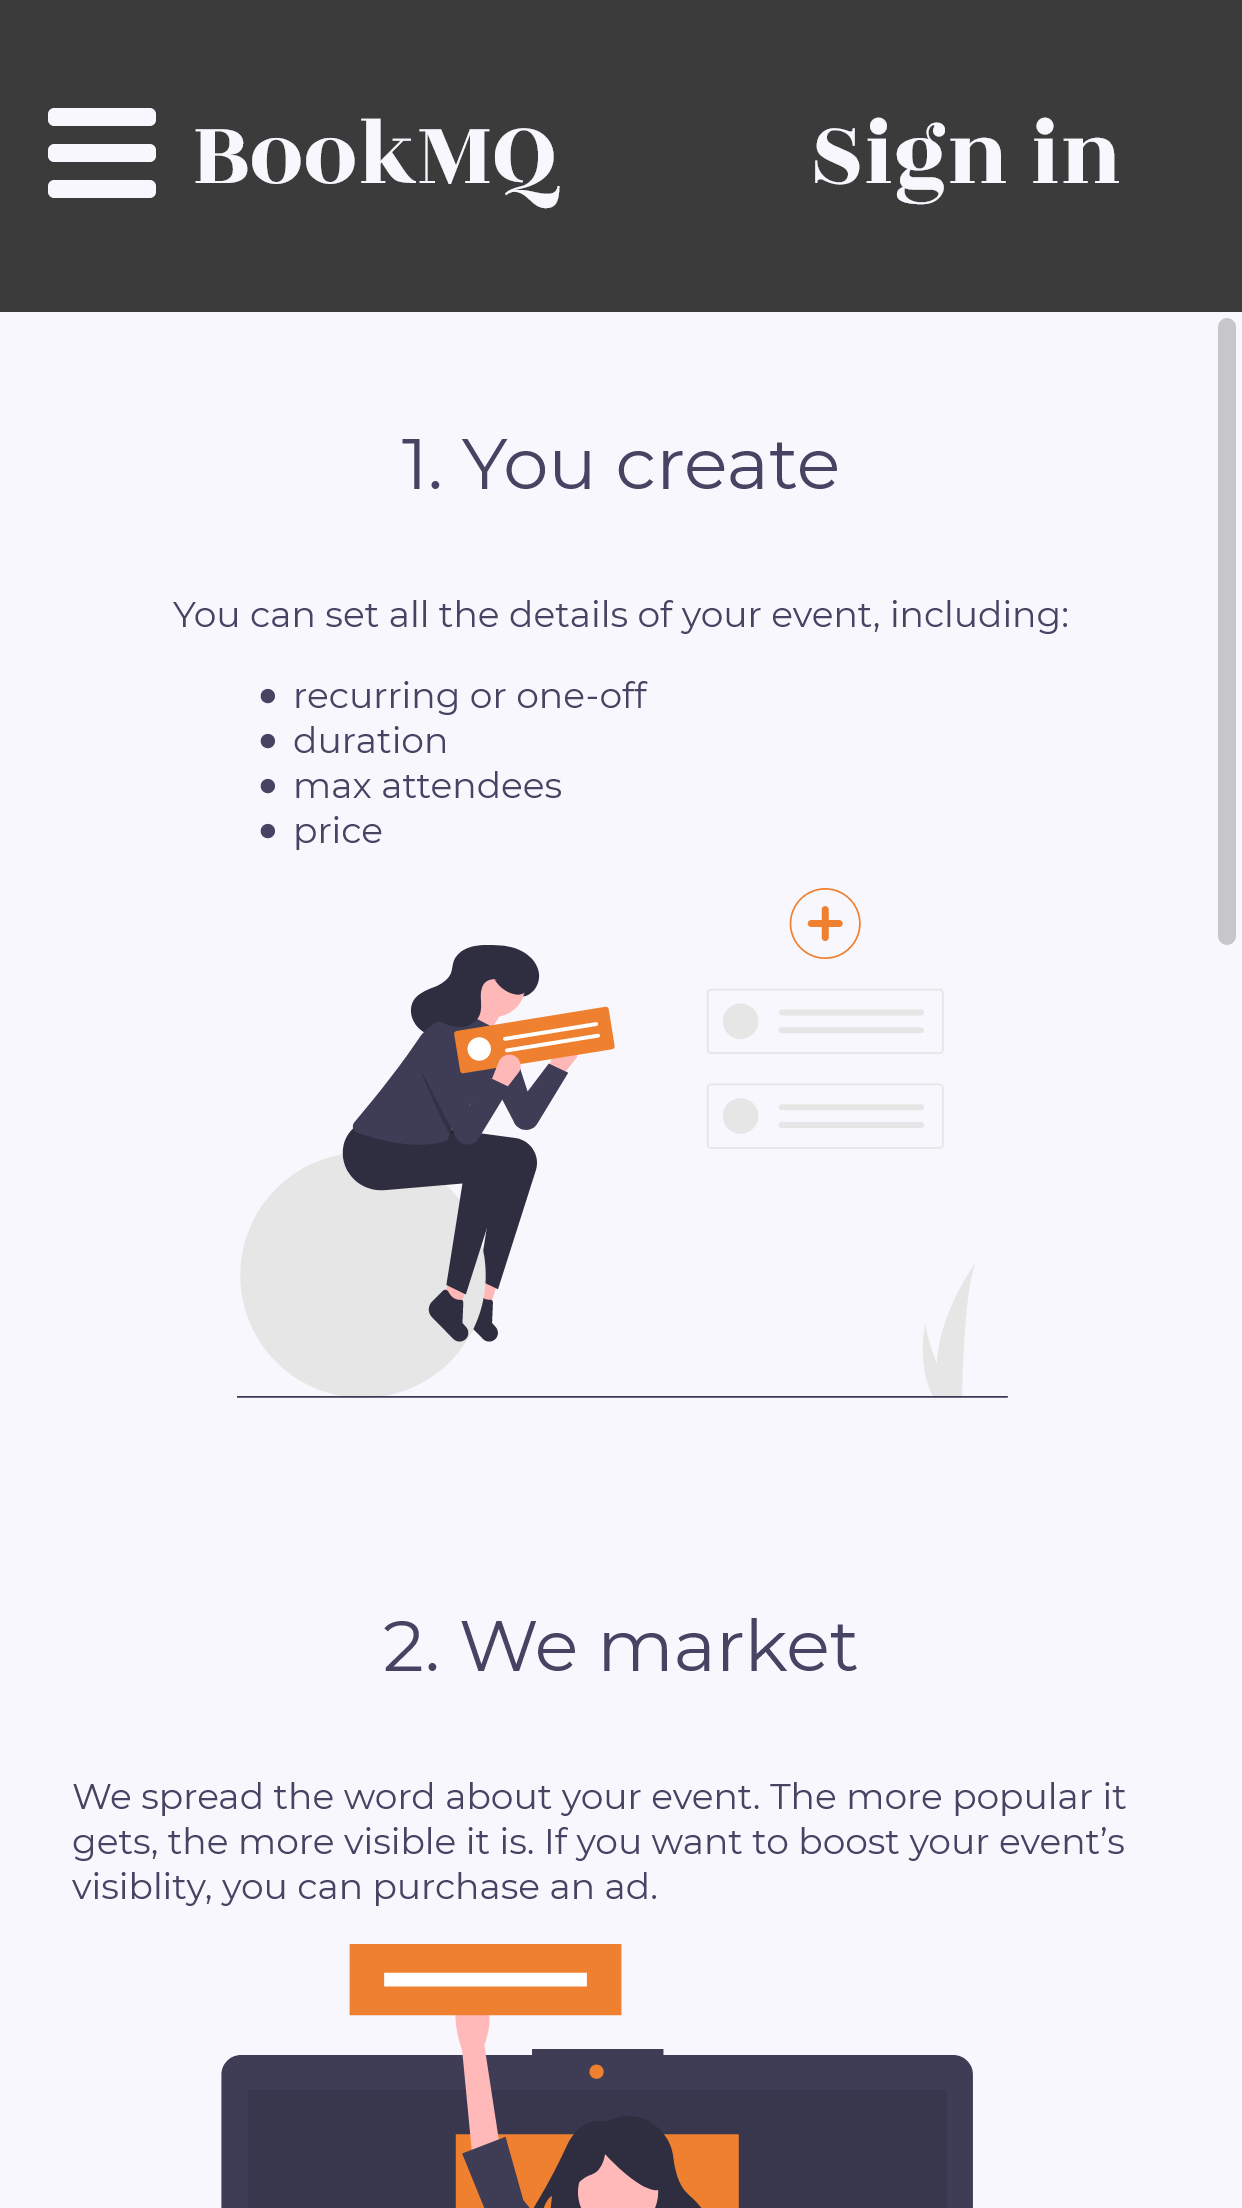 BookMQ
Sign in
1. You create
You can set all the details of your event, including:
• recurring or one-off
• duration
• max attendees
• price
2. We market
We spread the word about your event. The more popular it
gets, the more visible it is. If you want to boost your event’s
visiblity, you can purchase an ad.